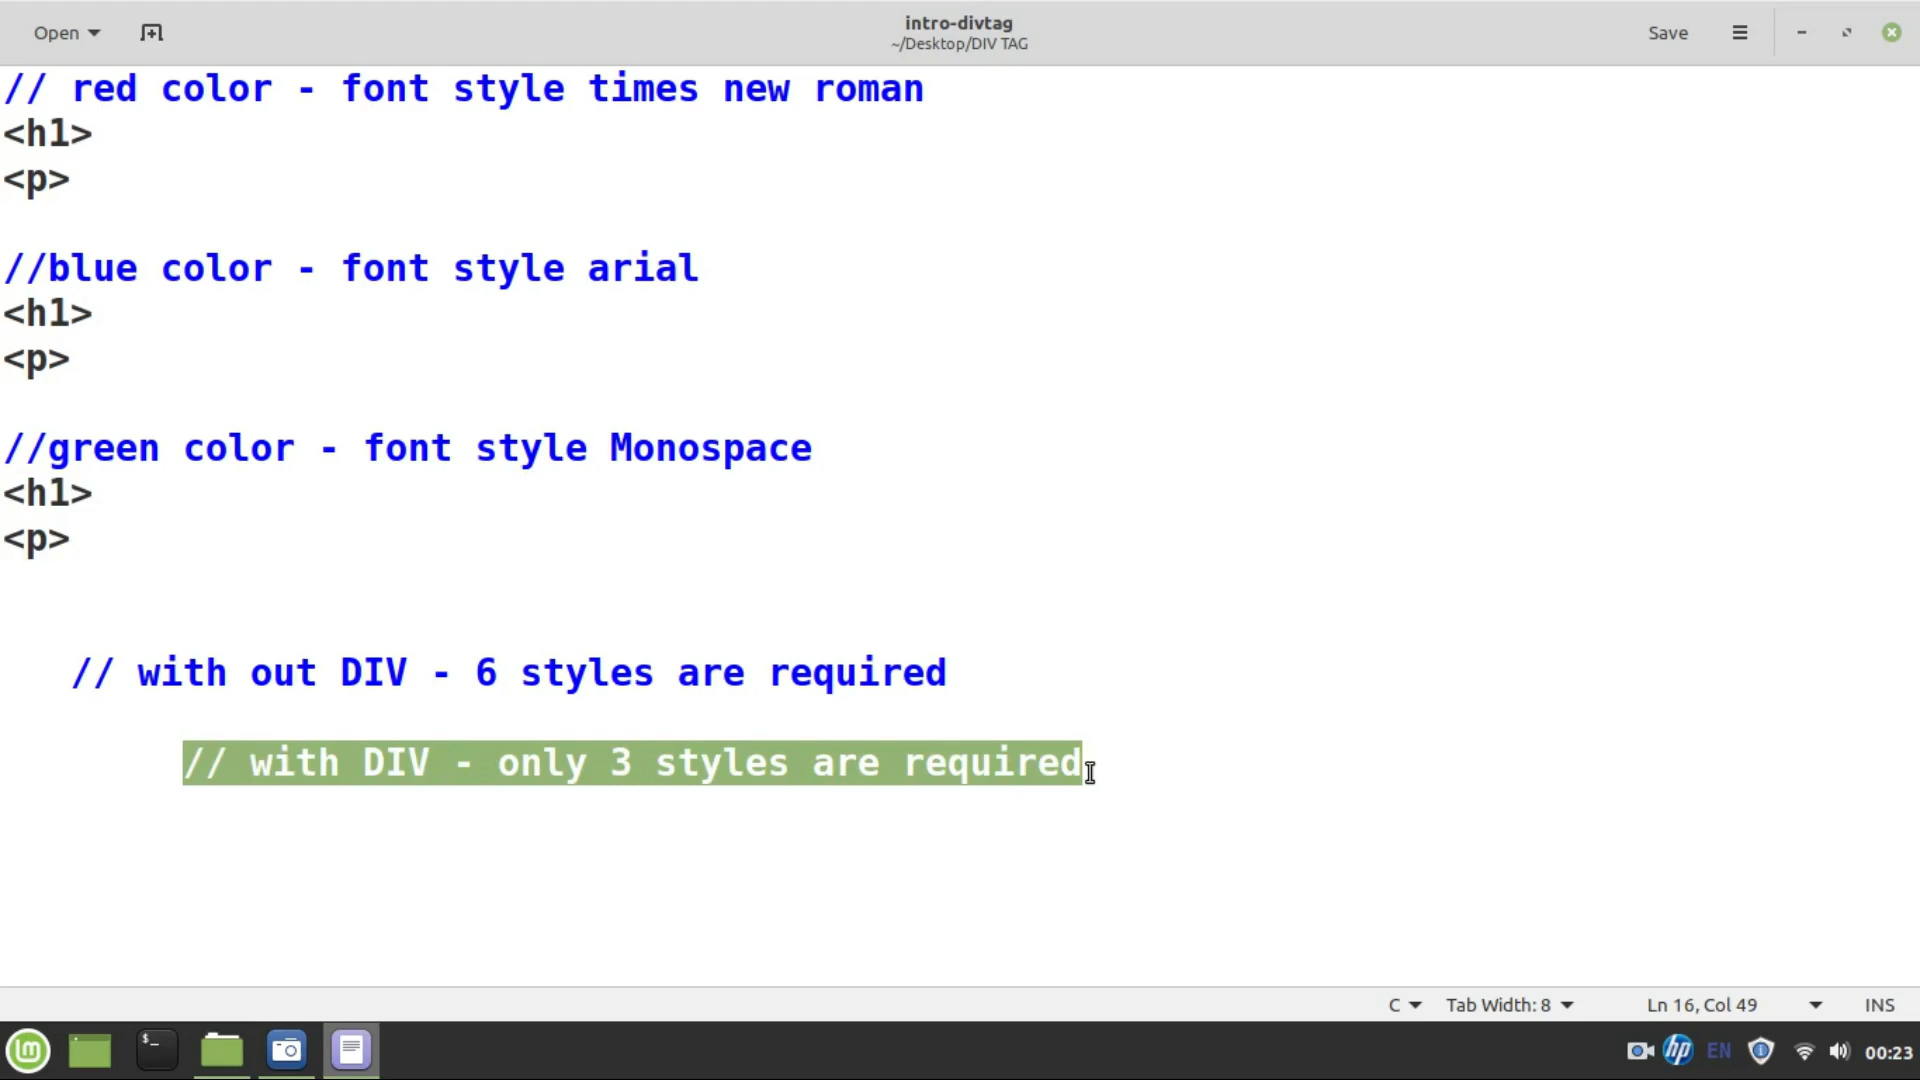 Open
intro-divtag
~/Desktop/DIV TAG
Save
// red color - font style times new roman
<h1>
<p>
//blue color - font style arial
<h1>
<p>
//green color - font style Monospace
<h1>
<p>
// with out DIV - 6 styles are required
// with DIV - only 3 styles are required
C
Tab Width: 8
Ln 16, Col 49
INS
$_
hp
EN
00:23